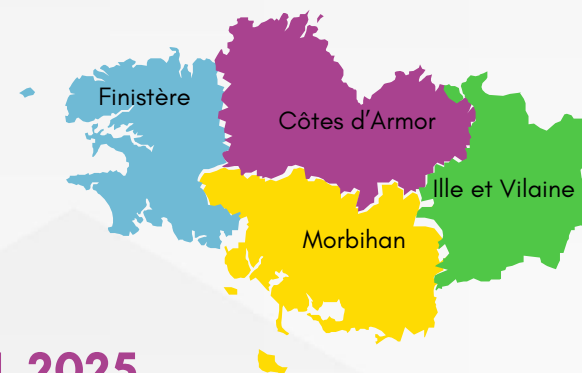 Finistère
Côtes d'Armor
Ille et Vilaine
Morbihan
2025